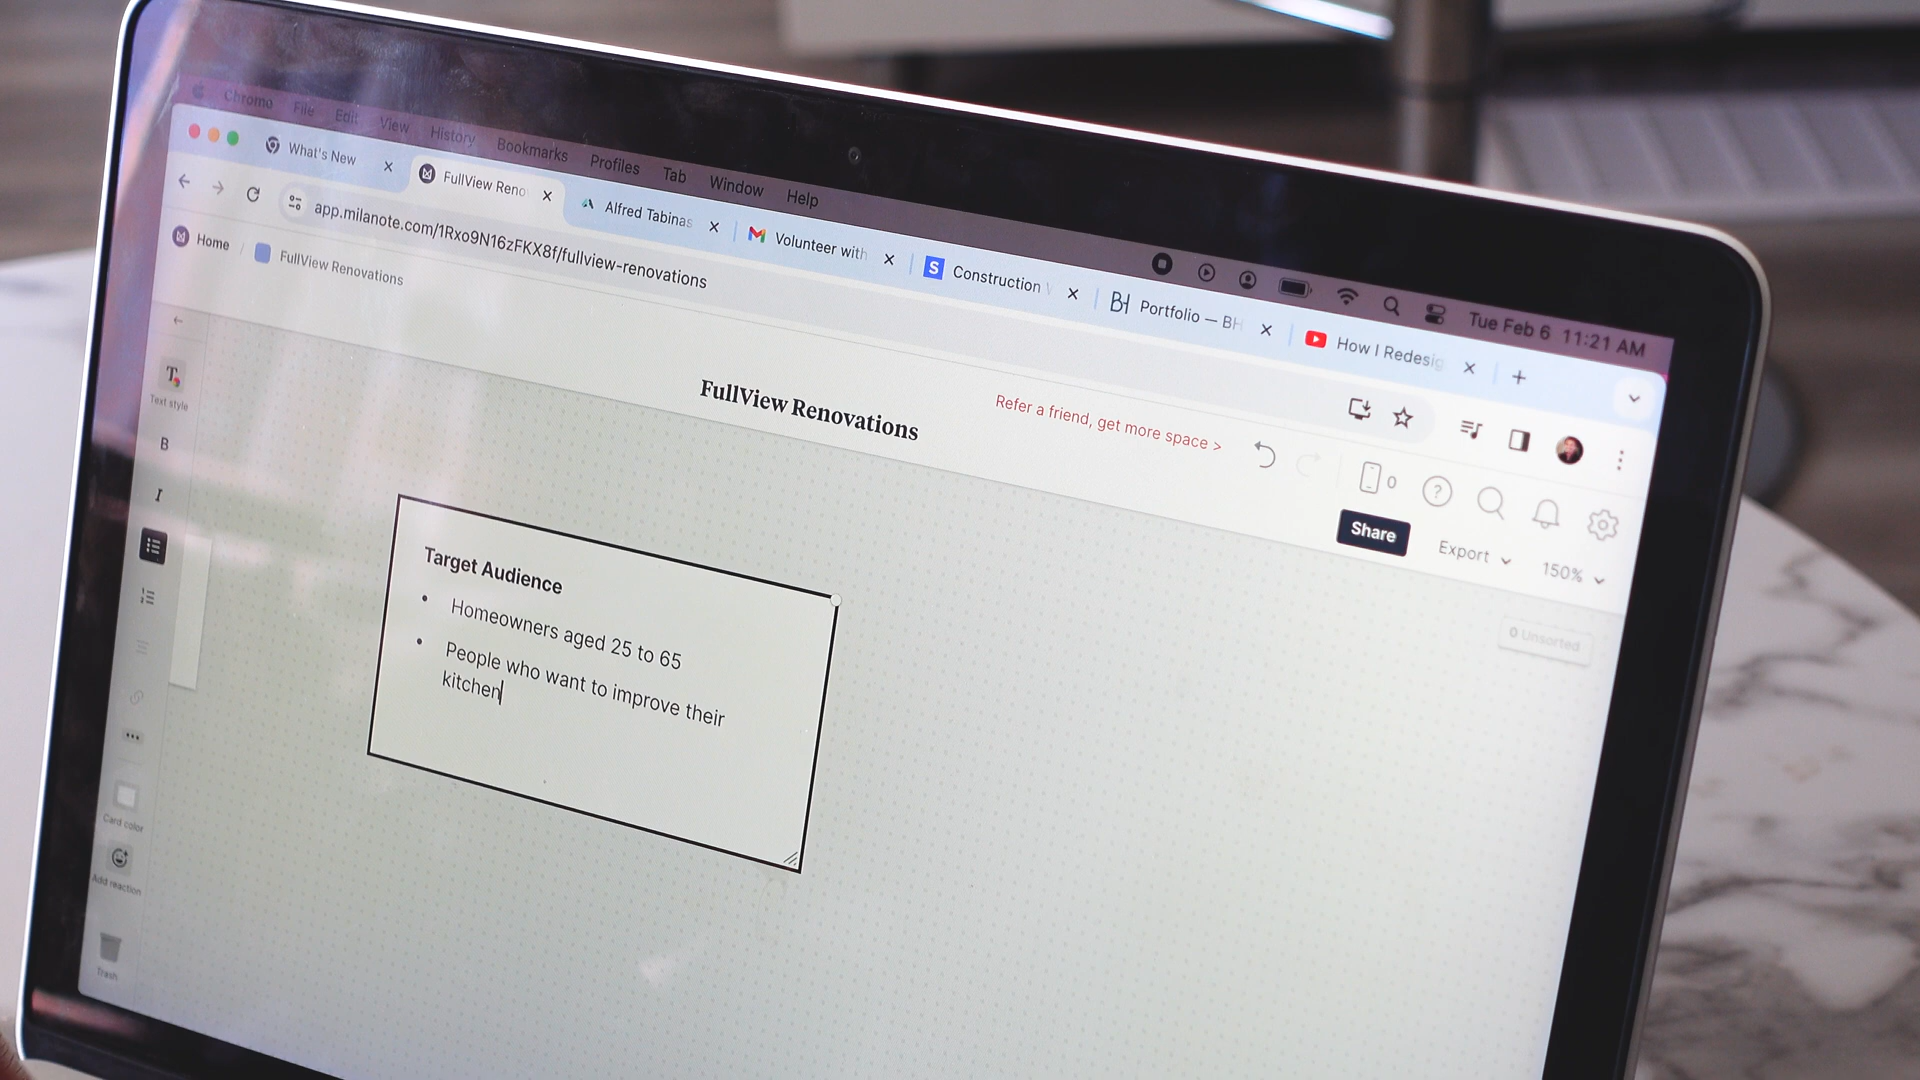 Chrome File Edit View History Bookmarks Profiles Tab Window Help
Tue Feb 6 11:21 AM
What's New
FullView Reno
Alfred Tabinas
Volunteer with
Construction
Portfolio — BH
How I Redesig
app.milanote.com/1Rxo9N16zFKX8f/fullview-renovations
Home / FullView Renovations
FullView Renovations
Refer a friend, get more space >
0
Share
Export
150%
0 Unsorted
Text style
B
I
Card color
Add reaction
Trash
Target Audience
• Homeowners aged 25 to 65
• People who want to improve their
kitchen